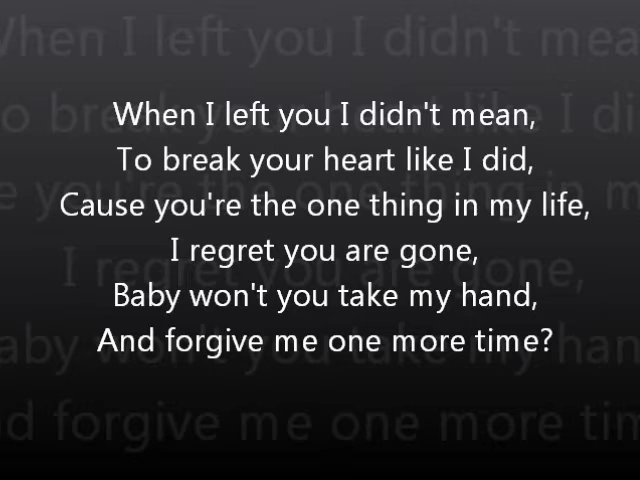 When I left you I didn't mean,
To break your heart like I did,
Cause you're the one thing in my life,
I regret you are gone,
Baby won't you take my hand,
And forgive me one more time?